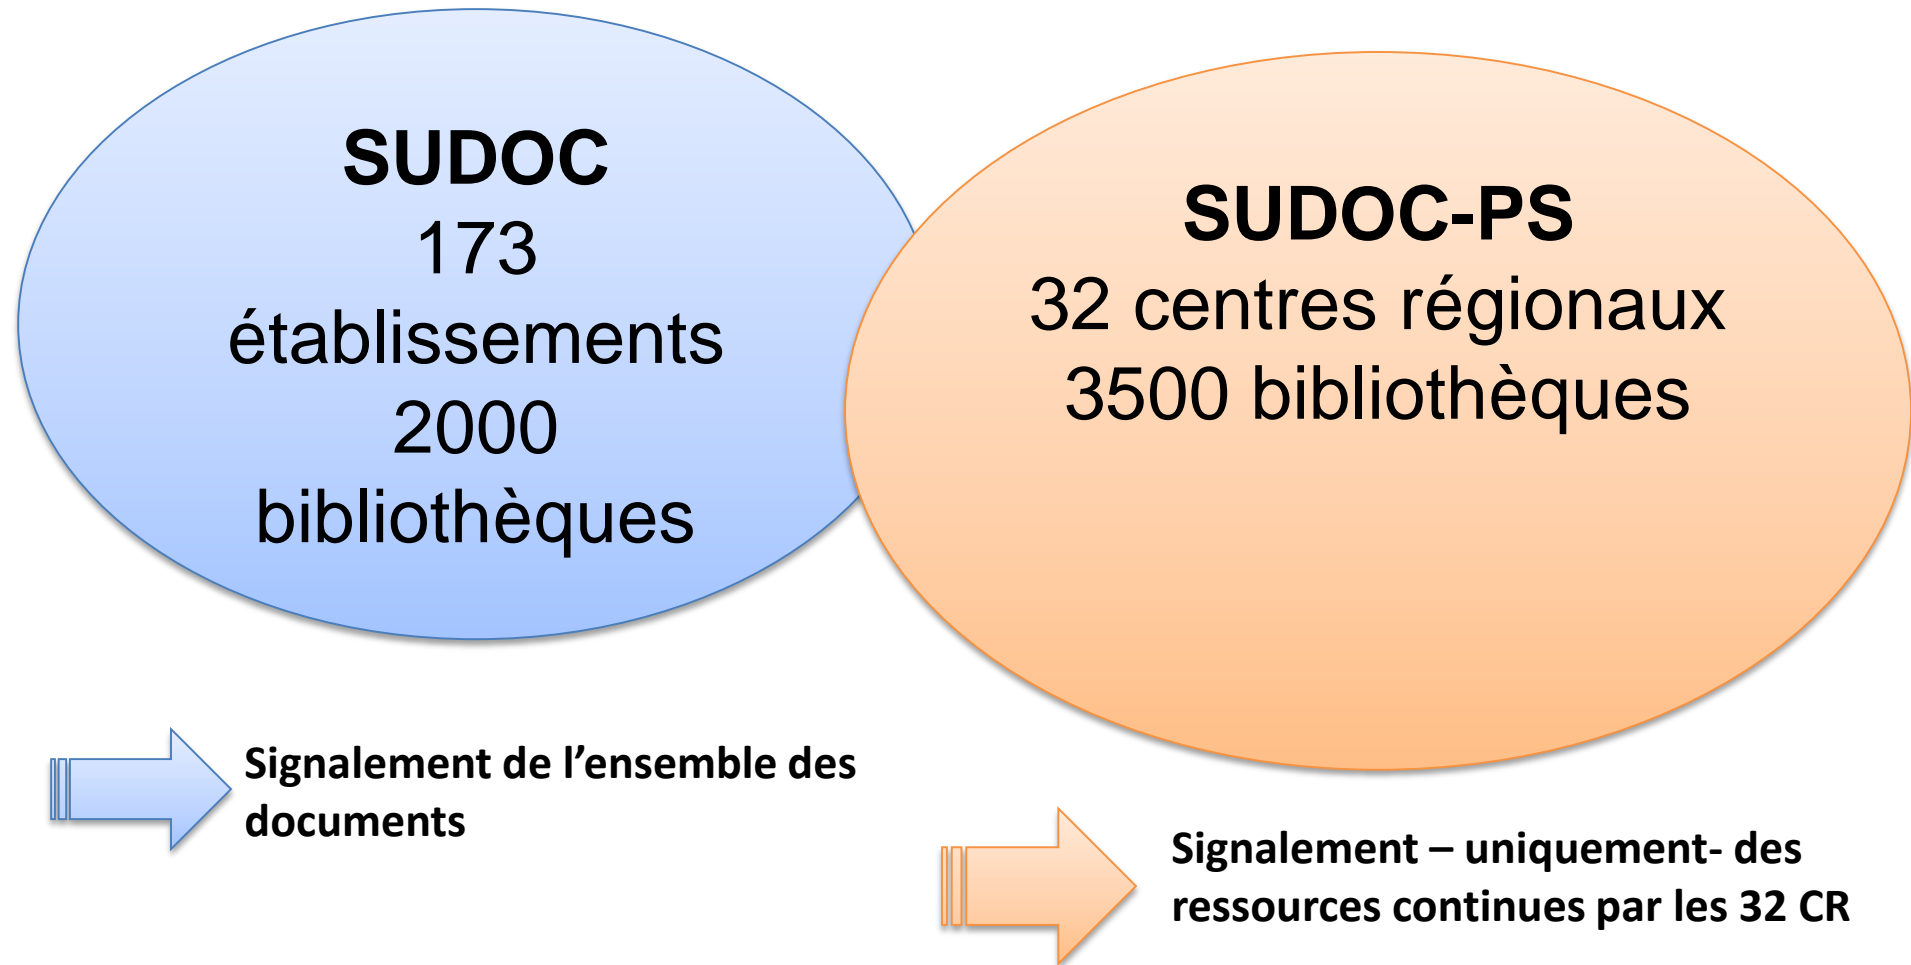 SUDOC
173
établissements
2000
bibliothèques
SUDOC-PS
32 centres régionaux
3500 bibliothèques
Signalement de l’ensemble des
documents
Signalement – uniquement- des
ressources continues par les 32 CR